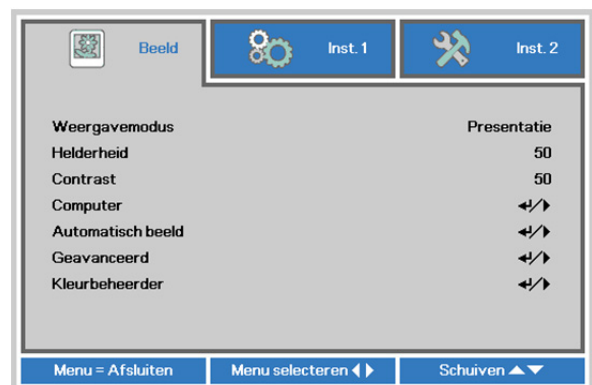 Beeld
Inst. 1
Inst. 2
Weergavemodus Presentatie
Helderheid 50
Contrast 50
Computer ↵/▶
Automatisch beeld ↵/▶
Geavanceerd ↵/▶
Kleurbeheerder ↵/▶
Menu = Afsluiten
Menu selecteren ◀▶
Schuiven ▲▼